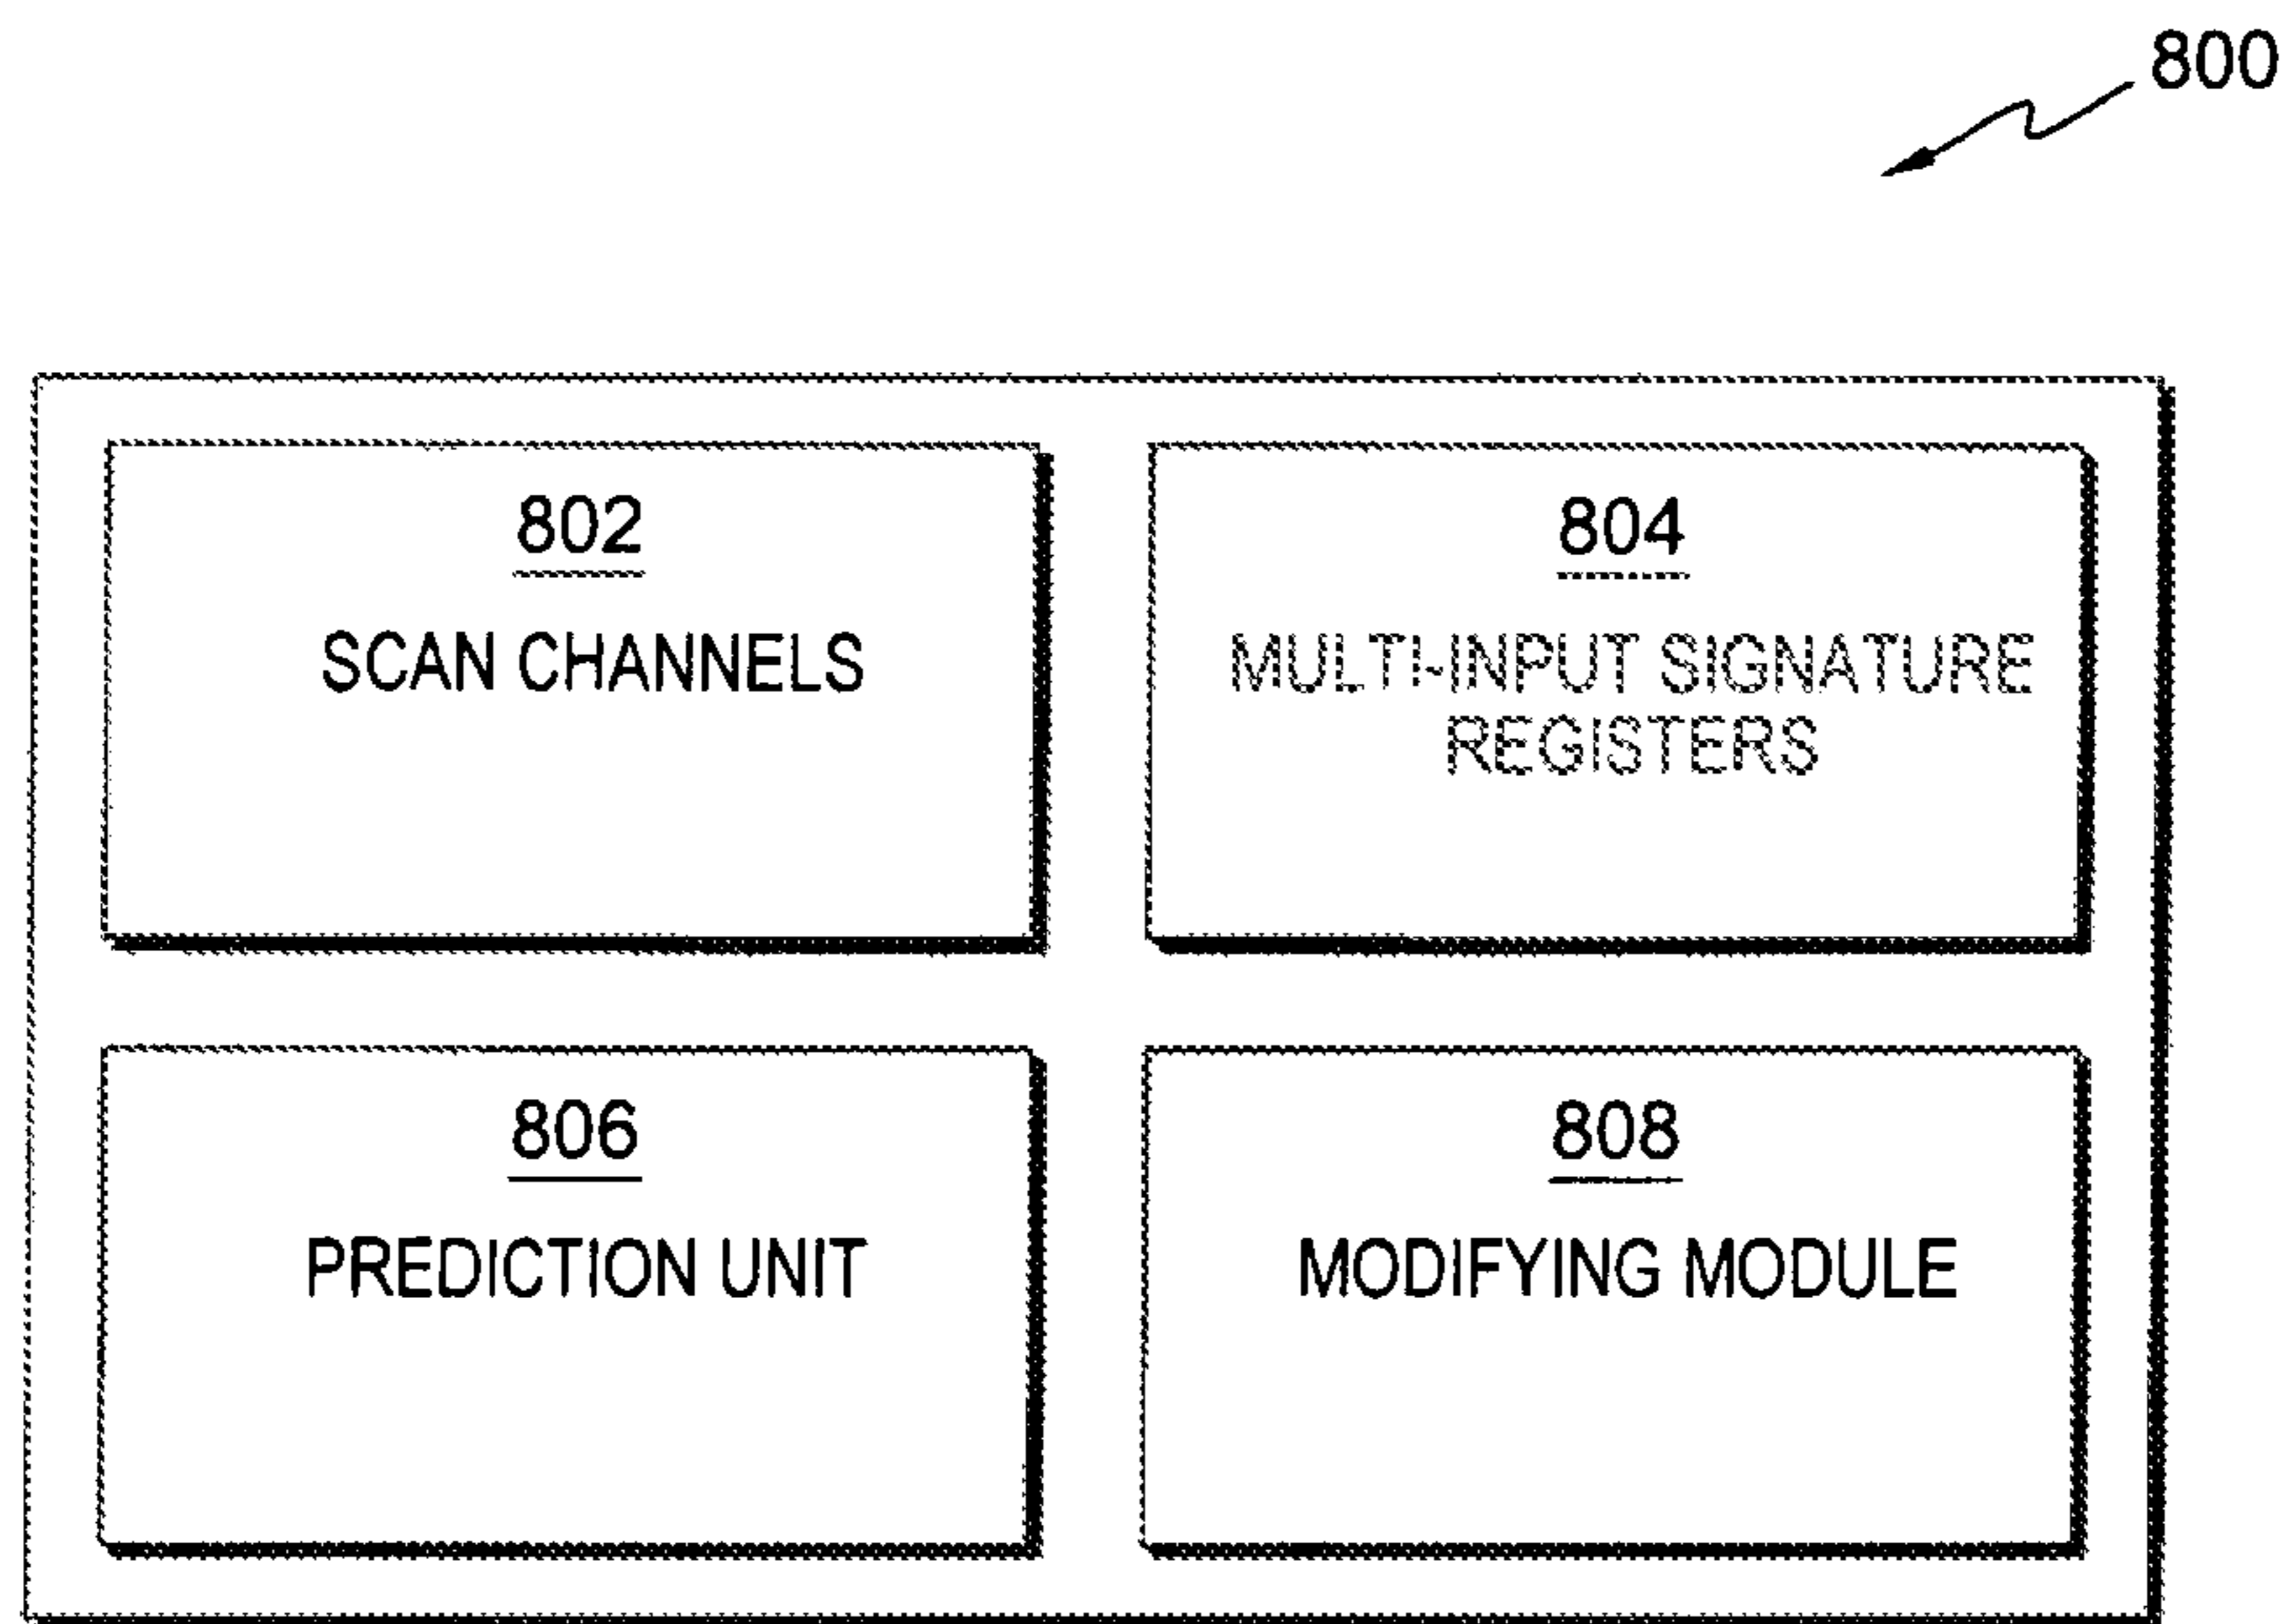 800
802
SCAN CHANNELS
804
MULTI-INPUT SIGNATURE
REGISTERS
806
PREDICTION UNIT
808
MODIFYING MODULE